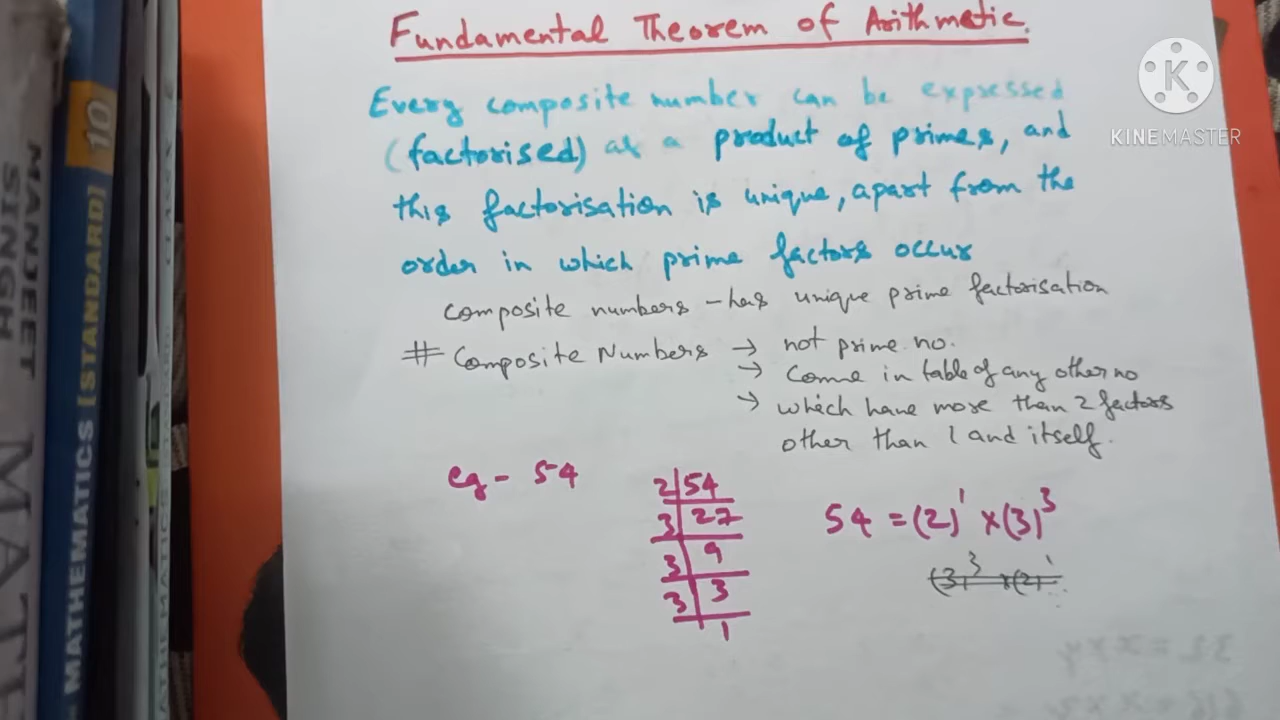 Fundamental Theorem of Arithmetic.
Every composite number can be expressed
(factorised) as a product of primes, and
this factorisation is unique, apart from the
order in which prime factors occur
composite numbers - has unique prime factorisation
# Composite Numbers → not prime no.
→ Come in table of any other no
→ which have more than 2 factors
other than 1 and itself.
eg - 54
2|54
3|27
3|9
3|3
1
54 = (2)¹ × (3)³
(3)³ × (2)¹
K
KINEMASTER
MANJEET
SINGH
MATH
MATHEMATICS [STANDARD] 10